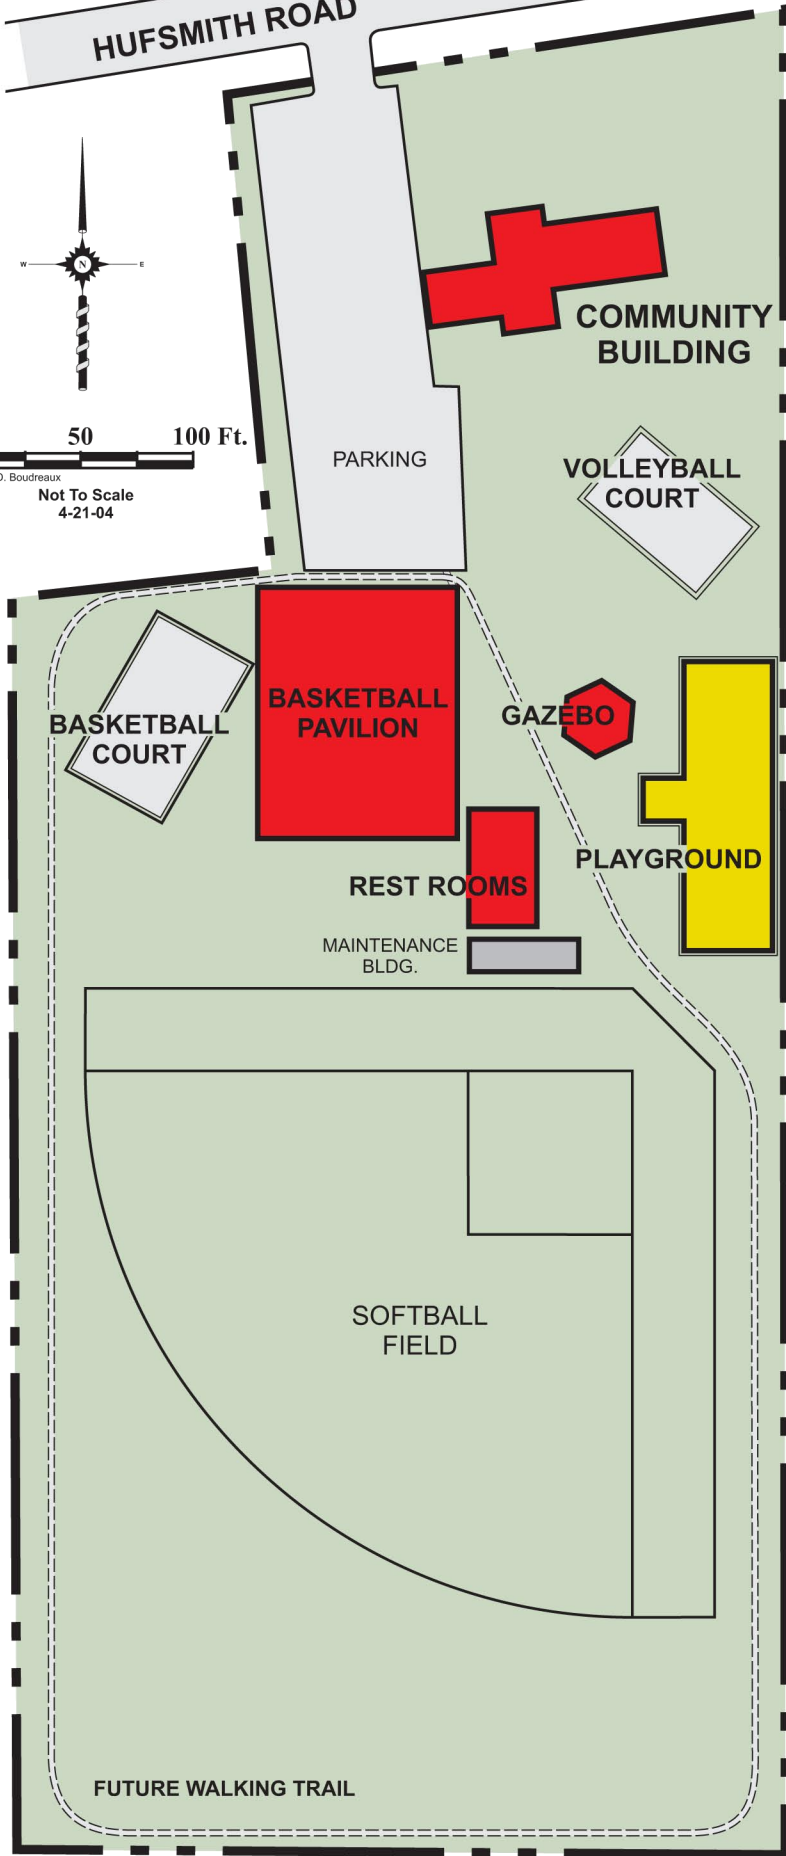 HUFSMITH ROAD
N
W
E
COMMUNITY
BUILDING
50 100 Ft.
D. Boudreaux
Not To Scale
4-21-04
PARKING
VOLLEYBALL
COURT
BASKETBALL
COURT
BASKETBALL
PAVILION
GAZEBO
PLAYGROUND
REST ROOMS
MAINTENANCE
BLDG.
SOFTBALL
FIELD
FUTURE WALKING TRAIL